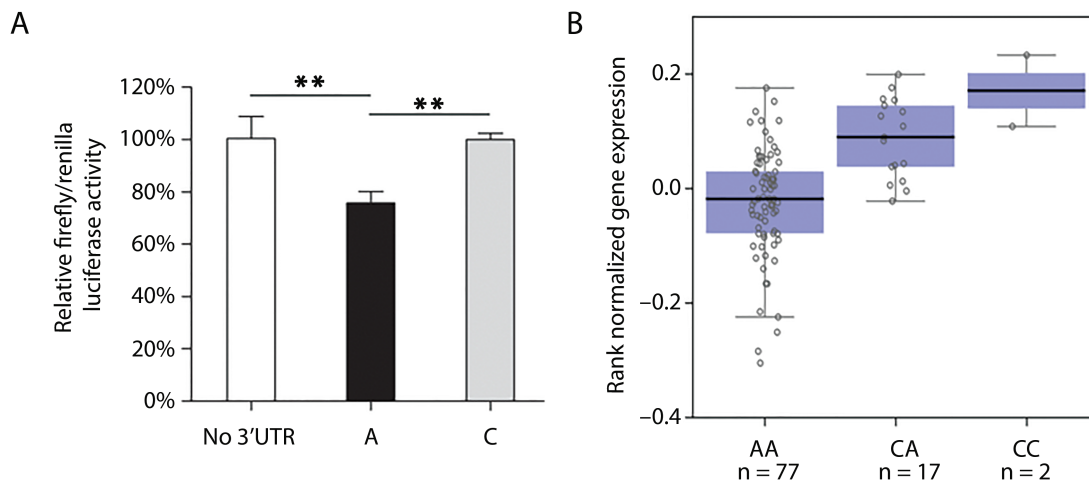 A
Relative firefly/renilla
luciferase activity
120%
100%
80%
60%
40%
20%
0%
**
**
No 3'UTR
A
C
B
Rank normalized gene expression
0.2
0.0
−0.2
−0.4
AA
n = 77
CA
n = 17
CC
n = 2